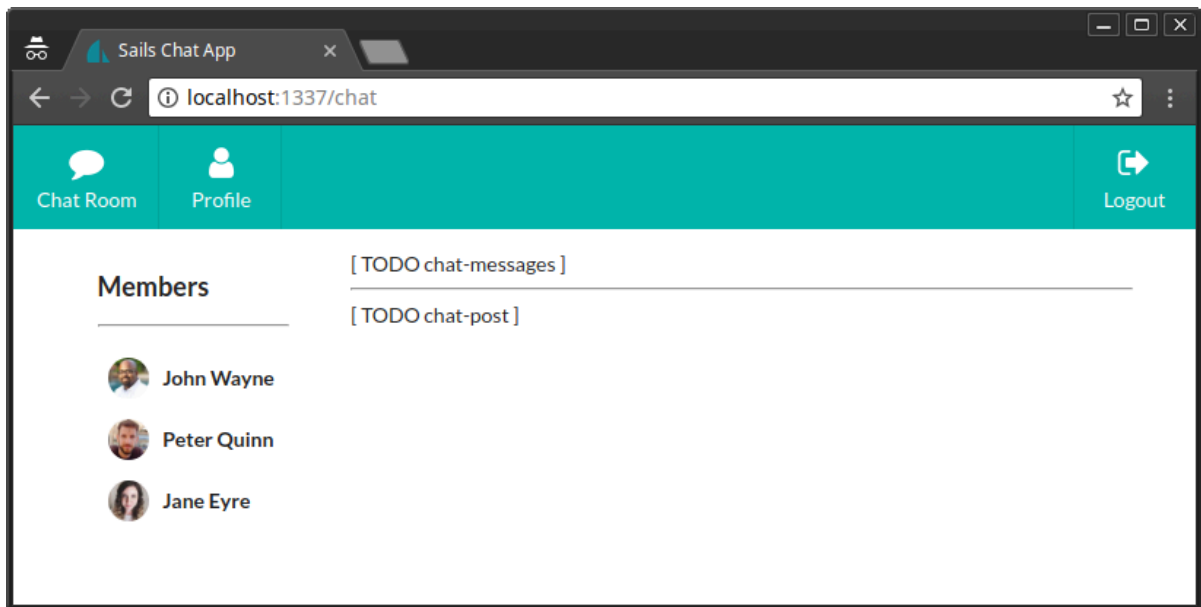 Sails Chat App
localhost:1337/chat
Chat Room
Profile
Logout
Members
John Wayne
Peter Quinn
Jane Eyre
[ TODO chat-messages ]
[ TODO chat-post ]